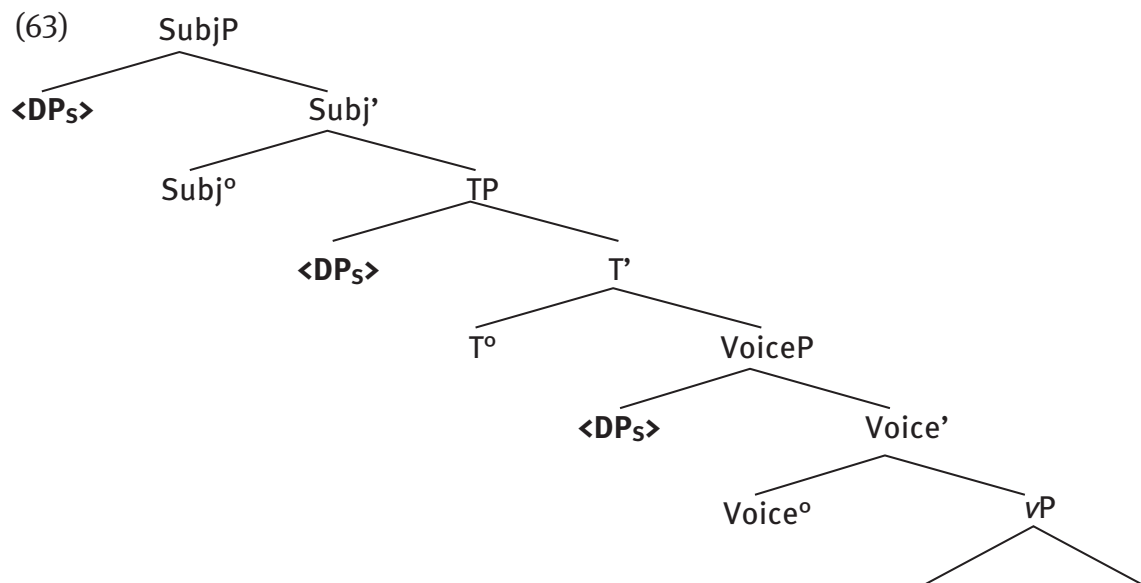 (63) SubjP
<DPs> Subj’
Subjº TP
<DPs> T’
Tº VoiceP
<DPs> Voice’
Voiceº vP